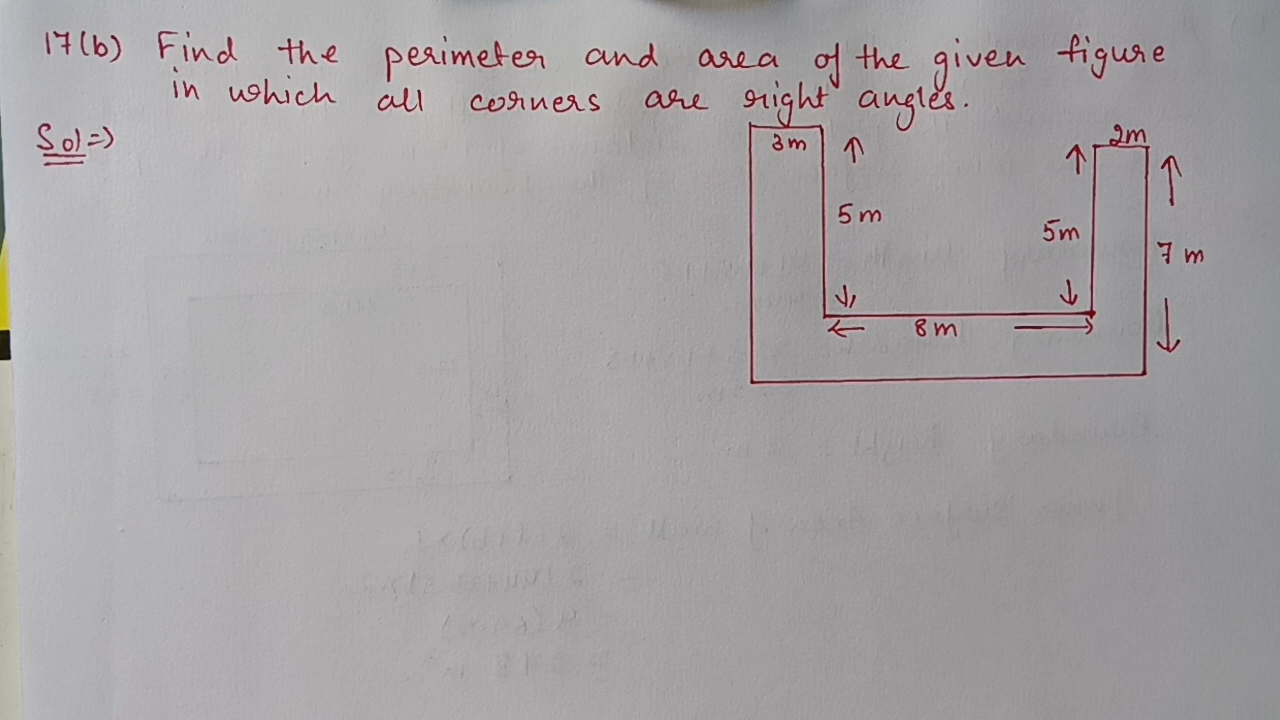 17(b) Find the perimeter and area of the given figure
in which all corners are right angles.
Sol =>
3m
2m
5m
5m
7 m
8m